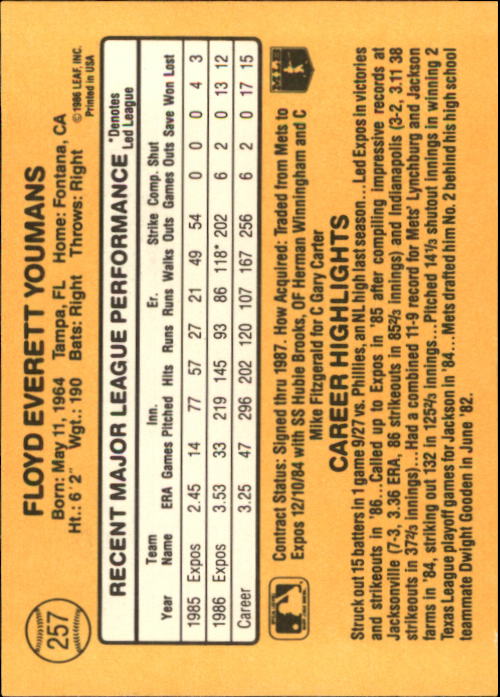 257
FLOYD EVERETT YOUMANS
Born: May 11, 1964 Tampa, FL Home: Fontana, CA
Ht.: 6' 2" Wgt.: 190 Bats: Right Throws: Right
©1986 LEAF, INC.
Printed in USA
RECENT MAJOR LEAGUE PERFORMANCE
*Denotes
Led League
Team Inn. Er. Strike Comp. Shut
Year Name ERA Games Pitched Hits Runs Runs Walks Outs Games Outs Save Won Lost
1985 Expos 2.45 14 77 57 27 21 49 54 0 0 0 4 3
1986 Expos 3.53 33 219 145 93 86 118* 202 6 2 0 13 12
Career 3.25 47 296 202 120 107 167 256 6 2 0 17 15
Contract Status: Signed thru 1987. How Acquired: Traded from Mets to
Expos 12/10/84 with SS Hubie Brooks, OF Herman Winningham and C
Mike Fitzgerald for C Gary Carter
CAREER HIGHLIGHTS
Struck out 15 batters in 1 game 9/27 vs. Phillies, an NL high last season...Led Expos in victories
and strikeouts in '86...Called up to Expos in '85 after compiling impressive records at
Jacksonville (7-3, 3.36 ERA, 86 strikeouts in 85⅔ innings) and Indianapolis (3-2, 3.11 38
strikeouts in 37⅔ innings)...Had a combined 11-9 record for Mets' Lynchburg and Jackson
farms in '84, striking out 132 in 125⅔ innings...Pitched 14⅓ shutout innings in winning 2
Texas League playoff games for Jackson in '84...Mets drafted him No. 2 behind his high school
teammate Dwight Gooden in June '82.